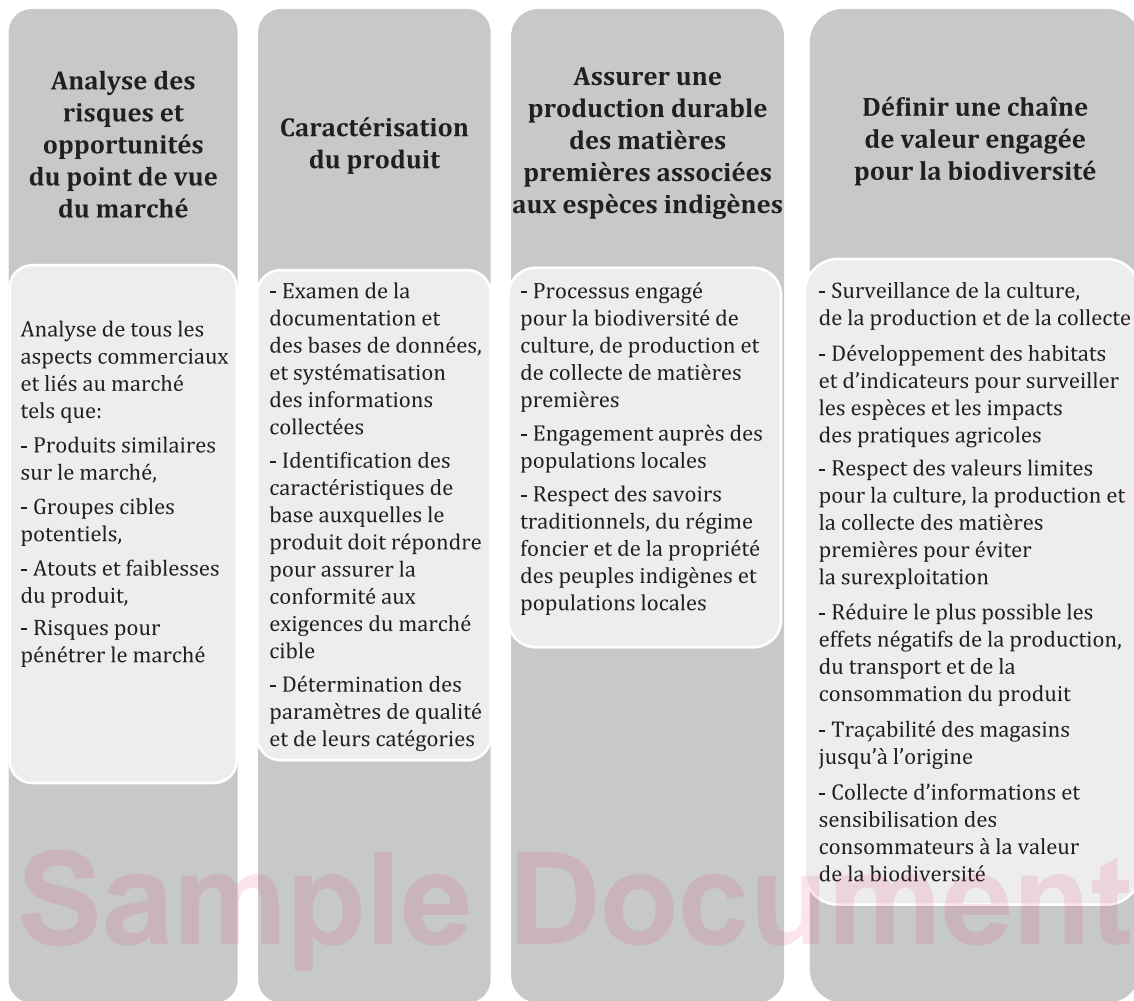 Analyse des
risques et
opportunités
du point de vue
du marché
Analyse de tous les
aspects commerciaux
et liés au marché
tels que:
- Produits similaires
sur le marché,
- Groupes cibles
potentiels,
- Atouts et faiblesses
du produit,
- Risques pour
pénétrer le marché
Caractérisation
du produit
- Examen de la
documentation et
des bases de données,
et systématisation
des informations
collectées
- Identification des
caractéristiques de
base auxquelles le
produit doit répondre
pour assurer la
conformité aux
exigences du marché
cible
- Détermination des
paramètres de qualité
et de leurs catégories
Assurer une
production durable
des matières
premières associées
aux espèces indigènes
- Processus engagé
pour la biodiversité de
culture, de production et
de collecte de matières
premières
- Engagement auprès des
populations locales
- Respect des savoirs
traditionnels, du régime
foncier et de la propriété
des peuples indigènes et
populations locales
Définir une chaîne
de valeur engagée
pour la biodiversité
- Surveillance de la culture,
de la production et de la collecte
- Développement des habitats
et d’indicateurs pour surveiller
les espèces et les impacts
des pratiques agricoles
- Respect des valeurs limites
pour la culture, la production et
la collecte des matières
premières pour éviter
la surexploitation
- Réduire le plus possible les
effets négatifs de la production,
du transport et de la
consommation du produit
- Traçabilité des magasins
jusqu’à l’origine
- Collecte d’informations et
sensibilisation des
consommateurs à la valeur
de la biodiversité
Sample Document